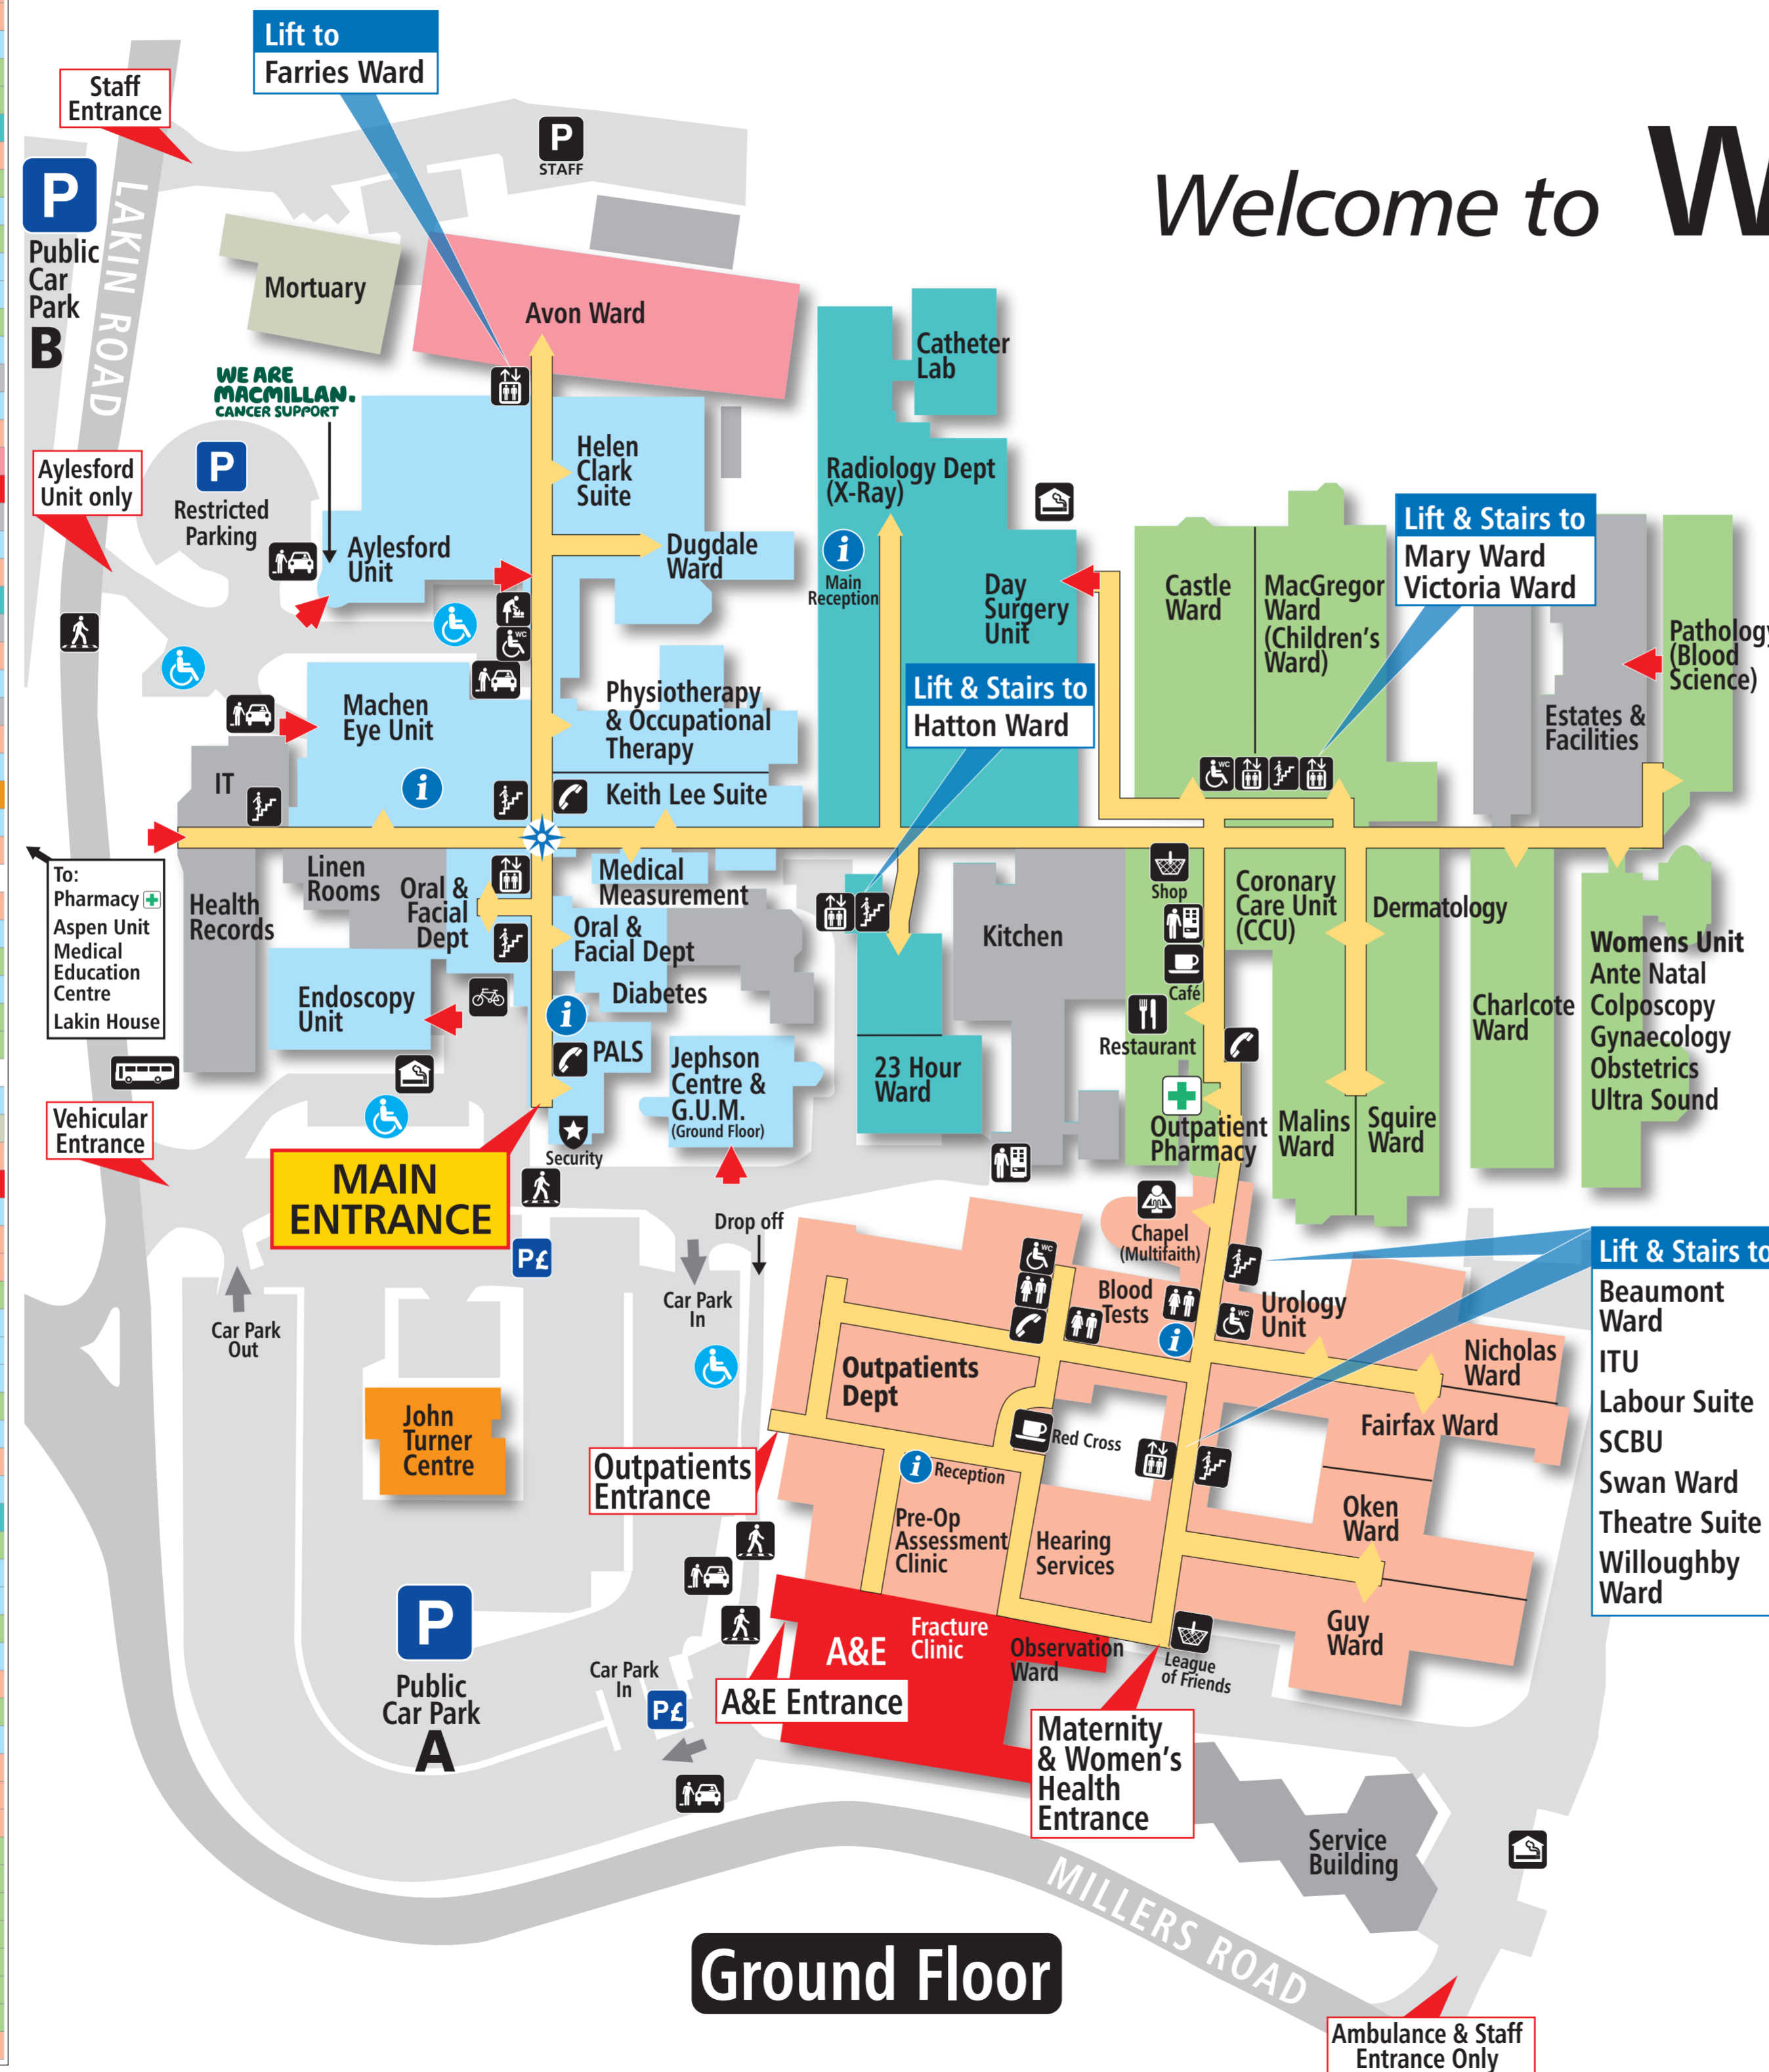 Lift to
Farries Ward
Staff
Entrance
P
STAFF
Welcome to W
P
Public
Car
Park
B
LAKIN ROAD
Mortuary
Avon Ward
Catheter
Lab
WE ARE
MACMILLAN.
CANCER SUPPORT
Helen
Clark
Suite
Radiology Dept
(X-Ray)
Aylesford
Unit only
P
Restricted
Parking
Lift & Stairs to
Mary Ward
Victoria Ward
Aylesford
Unit
Dugdale
Ward
i
Main
Reception
Day
Surgery
Unit
Castle
Ward
MacGregor
Ward
(Children's
Ward)
WC
Pathology
(Blood
Science)
Machen
Eye Unit
Physiotherapy
& Occupational
Therapy
Lift & Stairs to
Hatton Ward
Estates &
Facilities
IT
i
Keith Lee Suite
WC
To:
Pharmacy
Aspen Unit
Medical
Education
Centre
Lakin House
Health
Records
Linen
Rooms
Oral &
Facial
Dept
Medical
Measurement
Oral &
Facial Dept
Diabetes
Kitchen
Shop
Café
Restaurant
Coronary
Care Unit
(CCU)
Dermatology
Womens Unit
Ante Natal
Colposcopy
Gynaecology
Obstetrics
Ultra Sound
Charlcote
Ward
Endoscopy
Unit
i
PALS
Jephson
Centre &
G.U.M.
(Ground Floor)
23 Hour
Ward
Outpatient
Pharmacy
Malins
Ward
Squire
Ward
Vehicular
Entrance
MAIN
ENTRANCE
Security
Drop off
P£
Chapel
(Multifaith)
Car Park
Out
Car Park
In
WC
Blood
Tests
i
WC
Urology
Unit
Lift & Stairs to
Beaumont
Ward
ITU
Labour Suite
SCBU
Swan Ward
Theatre Suite
Willoughby
Ward
Outpatients
Dept
Nicholas
Ward
Fairfax Ward
John
Turner
Centre
Red Cross
Outpatients
Entrance
i Reception
Pre-Op
Assessment
Clinic
Hearing
Services
Oken
Ward
P
Public
Car Park
A
Car Park
In
P£
A&E
Fracture
Clinic
Observation
Ward
League
of Friends
Guy
Ward
A&E Entrance
Maternity
& Women's
Health
Entrance
Service
Building
MILLERS ROAD
Ground Floor
Ambulance & Staff
Entrance Only